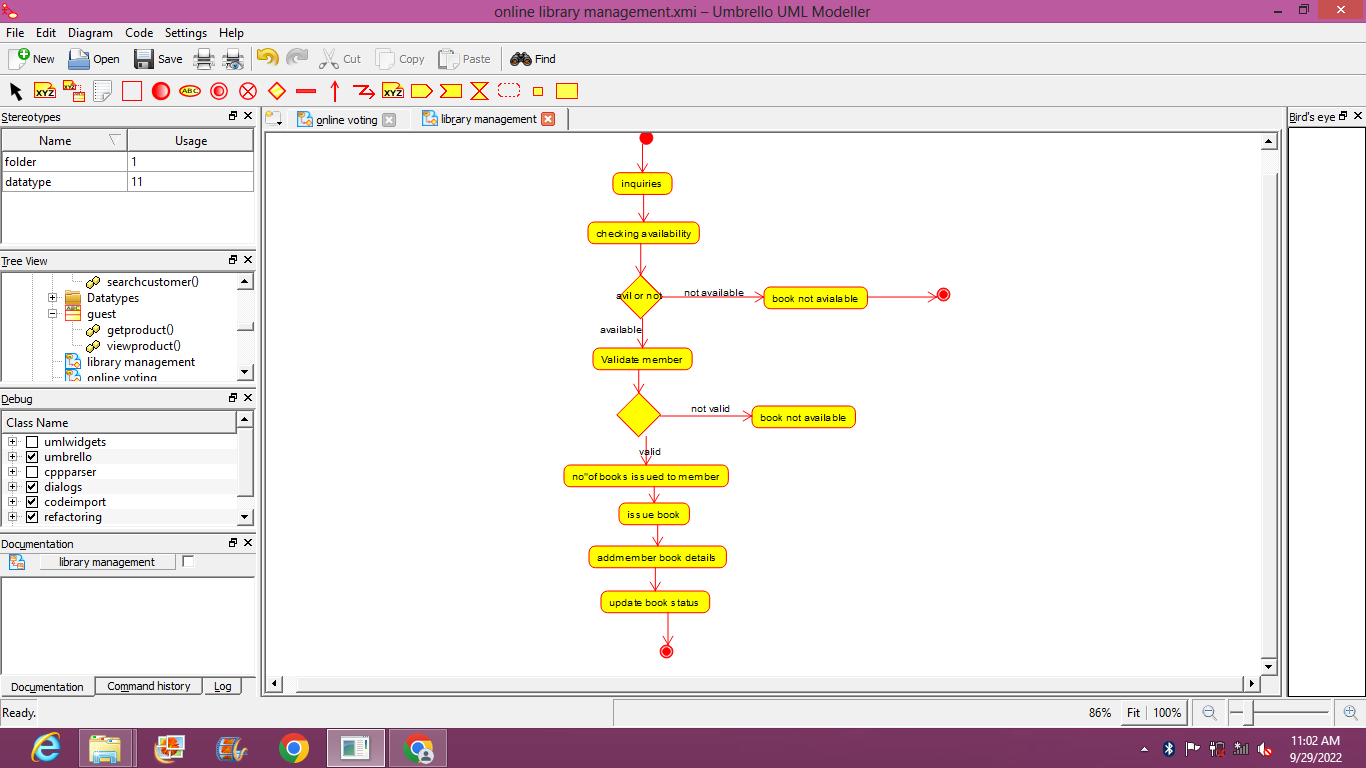 online library management.xmi – Umbrello UML Modeller
File Edit Diagram Code Settings Help
New Open Save Cut Copy Paste Find
XYZ XYZ ABC XYZ
Stereotypes
Name Usage
folder 1
datatype 11
Tree View
searchcustomer()
Datatypes
ABC guest
getproduct()
viewproduct()
library management
online voting
Debug
Class Name
umlwidgets
umbrello
cppparser
dialogs
codeimport
refactoring
Documentation
library management
Documentation Command history Log
online voting library management
inquiries
checking availability
avil or not not available book not avialable
available
Validate member
not valid book not available
valid
no"of books issued to member
issue book
addmember book details
update book status
Bird's eye
Ready. 86% Fit 100%
11:02 AM
9/29/2022